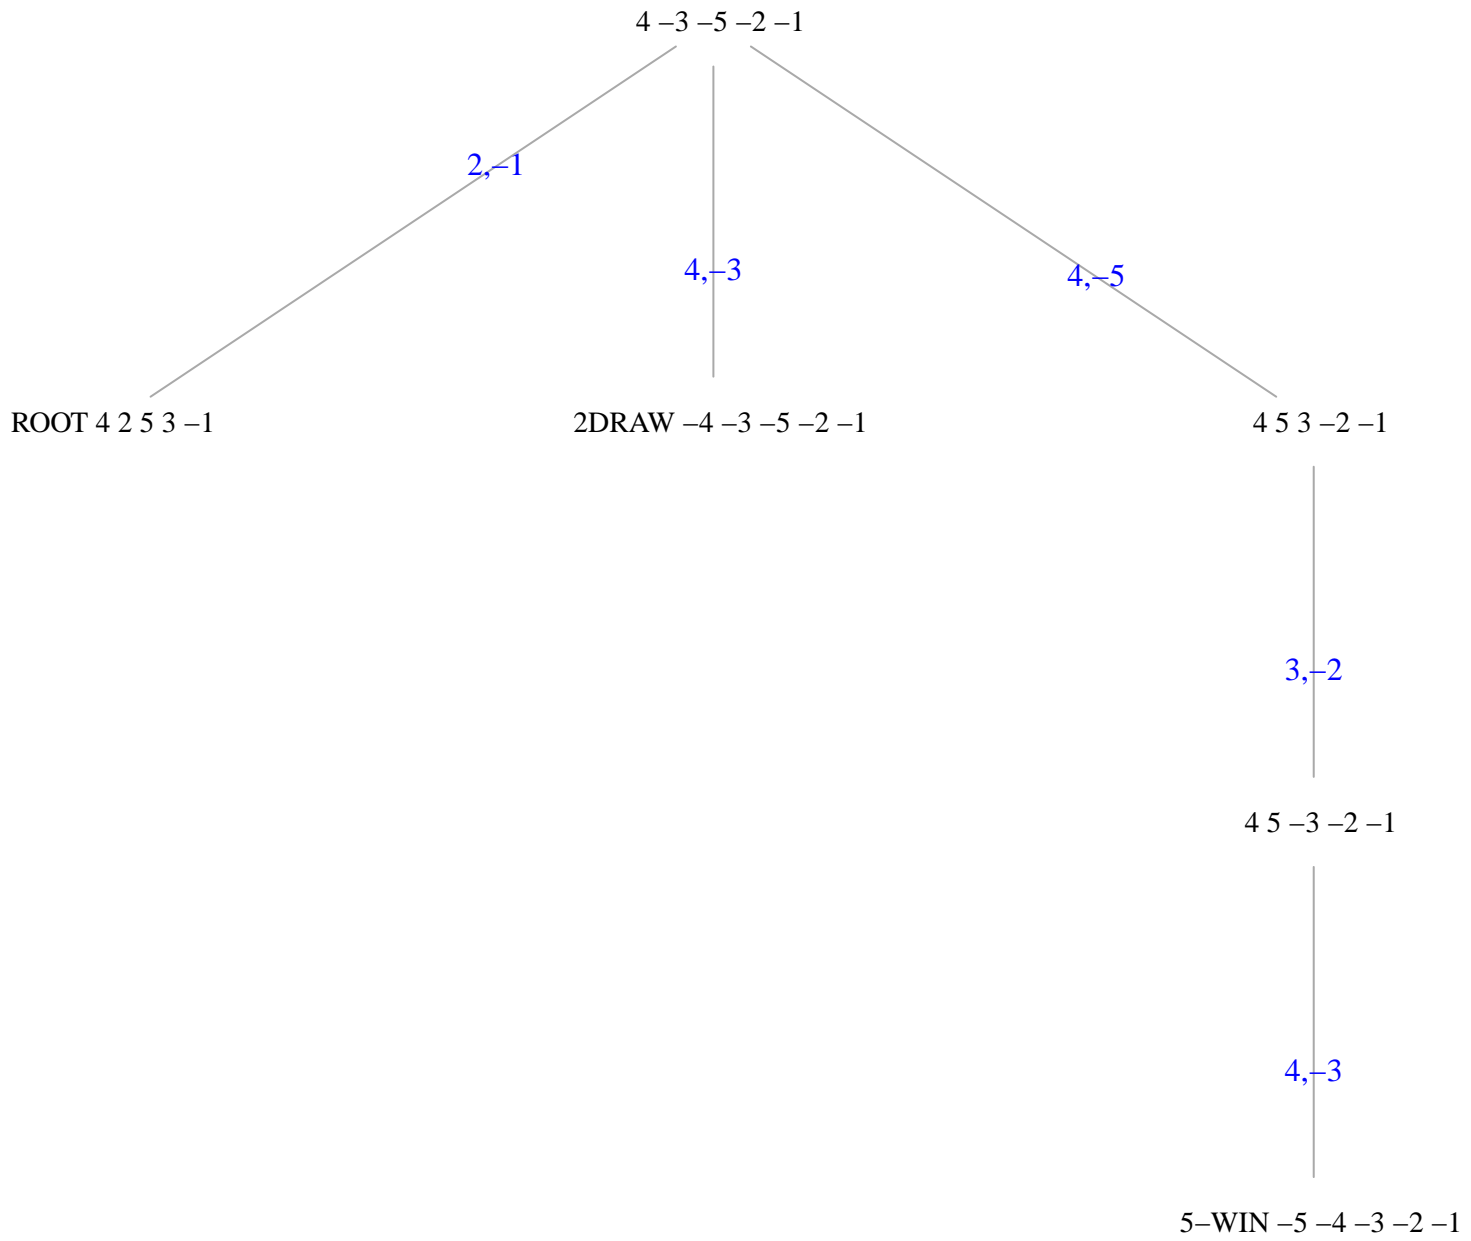 4 –3 –5 –2 –1
2,–1
4,–3
4,–5
ROOT 4 2 5 3 –1
2DRAW –4 –3 –5 –2 –1
4 5 3 –2 –1
3,–2
4 5 –3 –2 –1
4,–3
5–WIN –5 –4 –3 –2 –1